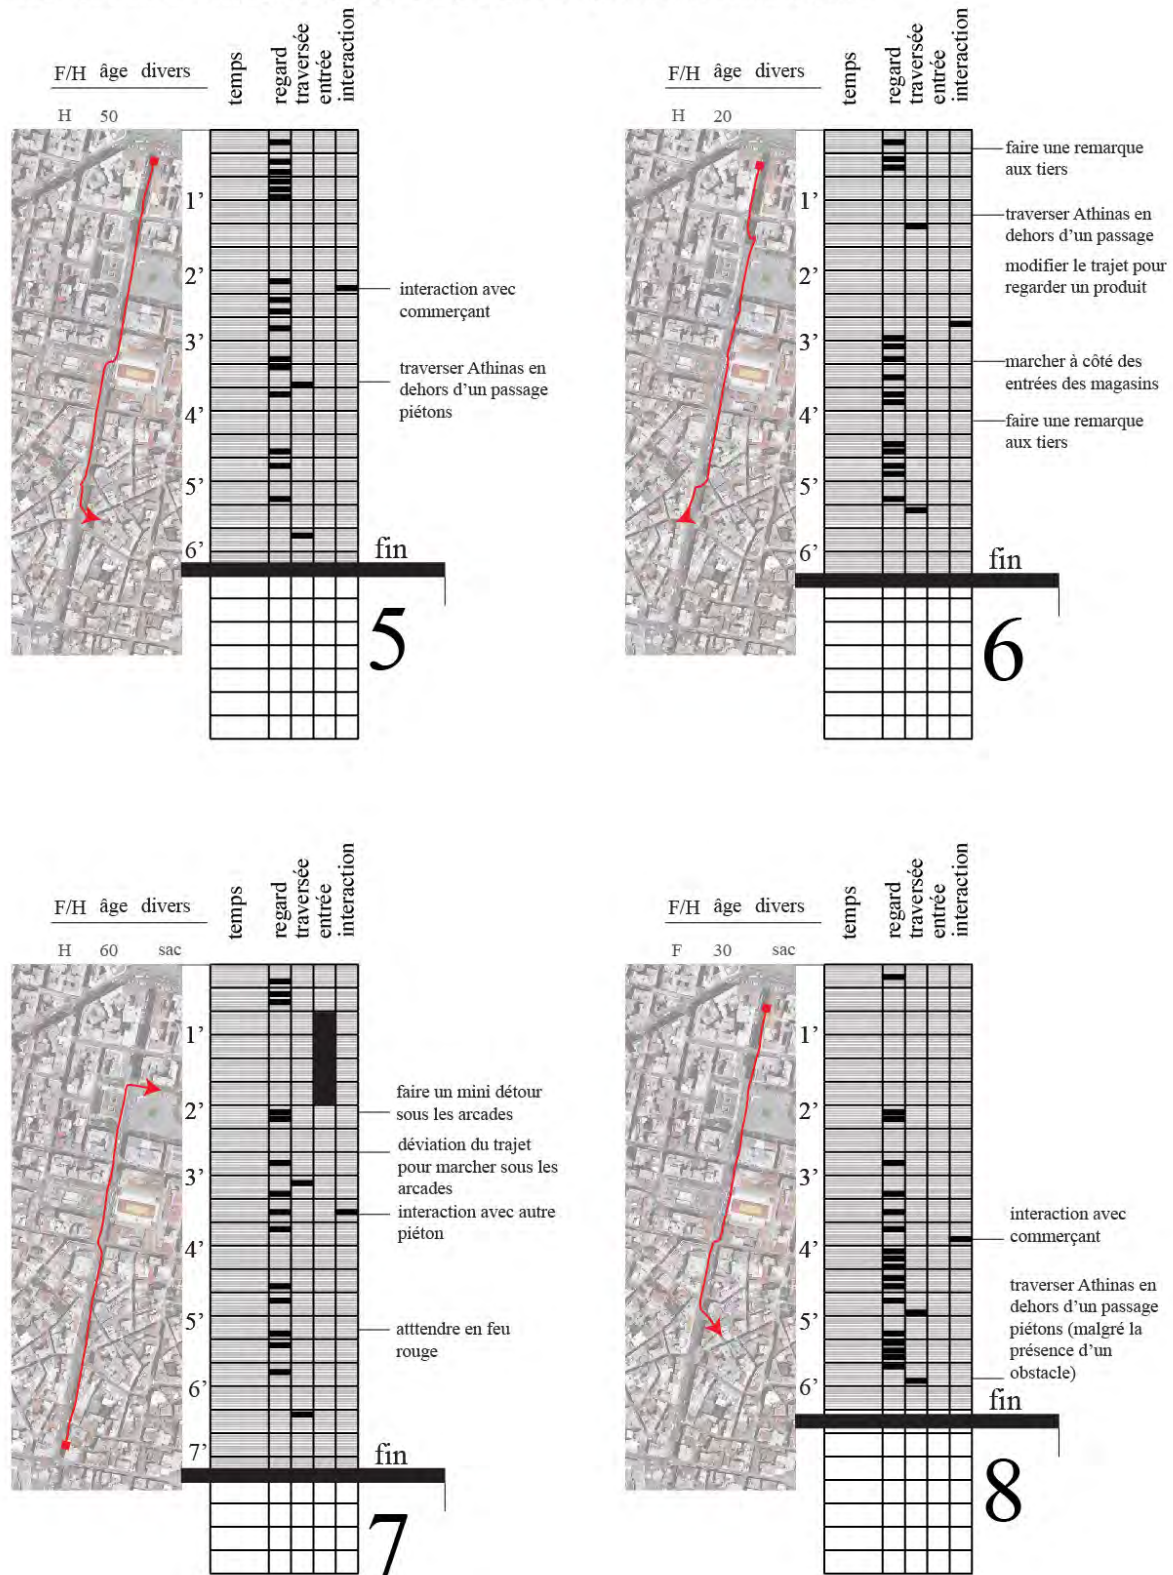 F/H âge divers
temps
regard
traversée
entrée
interaction
H 50
1’
2’
interaction avec
commerçant
3’
traverser Athinas en
dehors d’un passage
piétons
4’
5’
6’
fin
5
F/H âge divers
temps
regard
traversée
entrée
interaction
H 20
faire une remarque
aux tiers
1’
traverser Athinas en
dehors d’un passage
modifier le trajet pour
regarder un produit
2’
3’
marcher à côté des
entrées des magasins
4’
faire une remarque
aux tiers
5’
6’
fin
6
F/H âge divers
temps
regard
traversée
entrée
interaction
H 60 sac
1’
2’
faire un mini détour
sous les arcades
déviation du trajet
pour marcher sous les
arcades
3’
interaction avec autre
piéton
4’
5’
atttendre en feu
rouge
6’
7’
fin
7
F/H âge divers
temps
regard
traversée
entrée
interaction
F 30 sac
1’
2’
3’
interaction avec
commerçant
4’
traverser Athinas en
dehors d’un passage
piétons (malgré la
présence d’un
obstacle)
5’
6’
fin
8